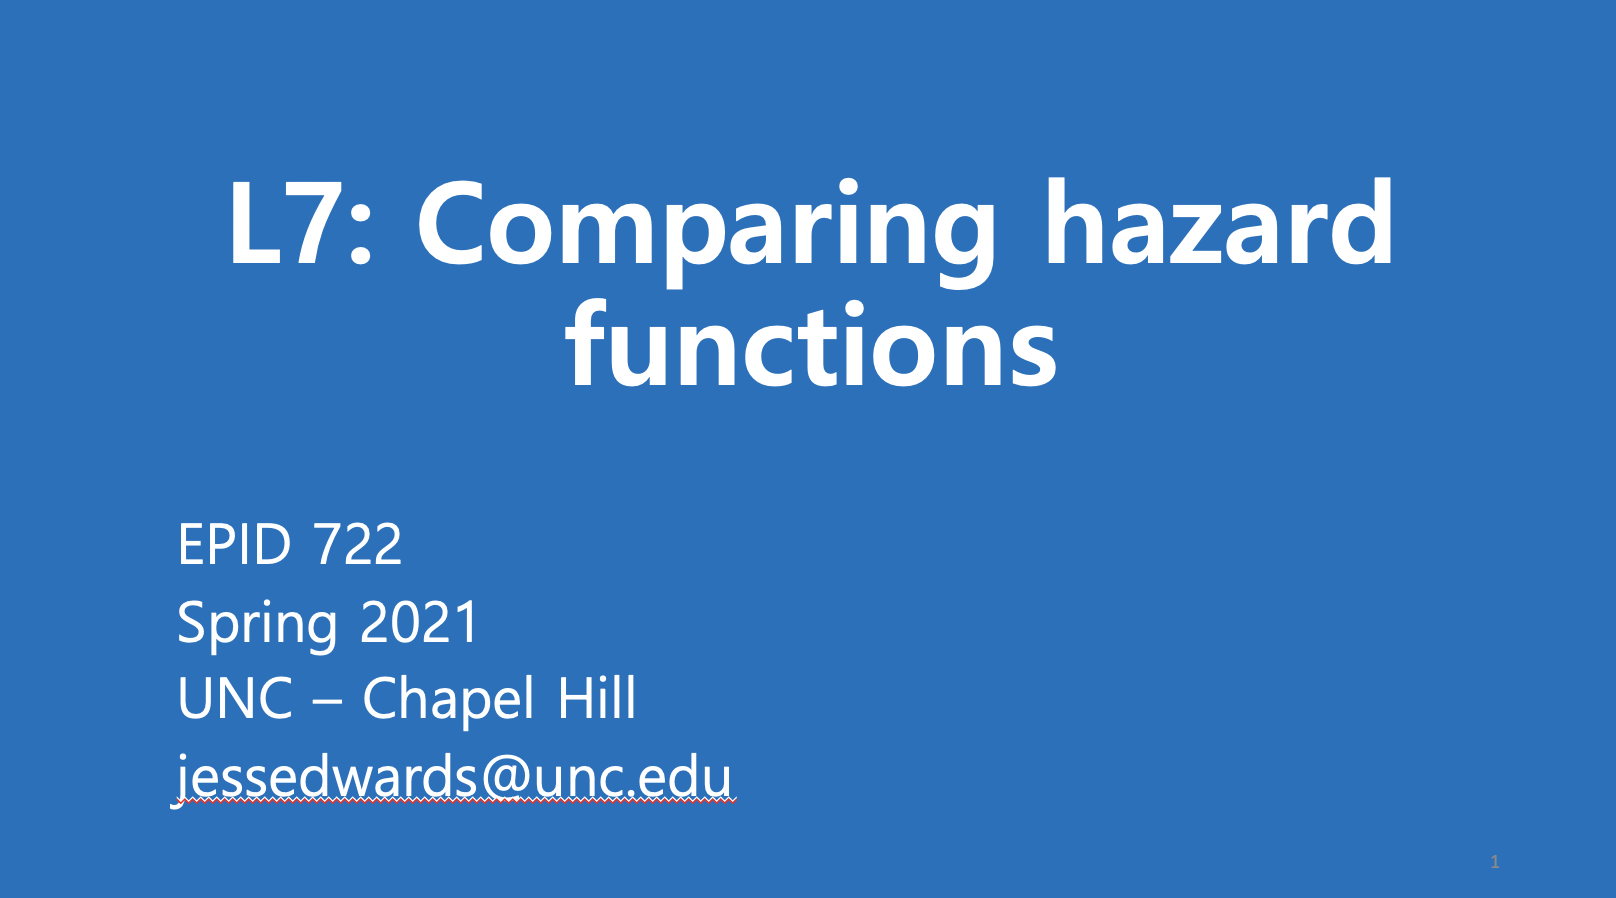 L7: Comparing hazard
functions
EPID 722
Spring 2021
UNC – Chapel Hill
jessedwards@unc.edu
1